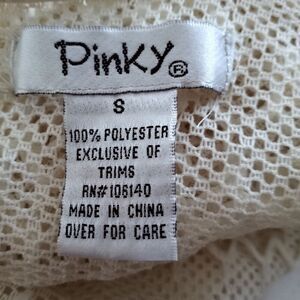 Pinky®
S
100% POLYESTER
EXCLUSIVE OF
TRIMS
RN#106140
MADE IN CHINA
OVER FOR CARE